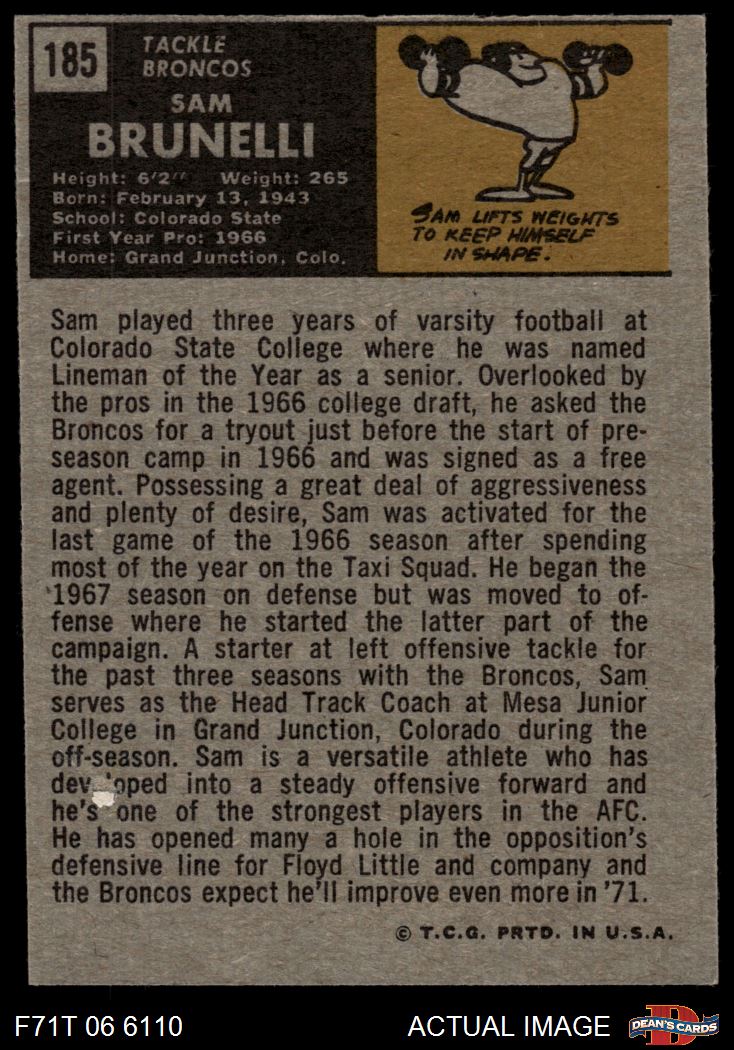 185
TACKLE
BRONCOS
SAM
BRUNELLI
Height: 6'2" Weight: 265
Born: February 13, 1943
School: Colorado State
First Year Pro: 1966
Home: Grand Junction, Colo.
SAM LIFTS WEIGHTS
TO KEEP HIMSELF
IN SHAPE.
Sam played three years of varsity football at
Colorado State College where he was named
Lineman of the Year as a senior. Overlooked by
the pros in the 1966 college draft, he asked the
Broncos for a tryout just before the start of pre-
season camp in 1966 and was signed as a free
agent. Possessing a great deal of aggressiveness
and plenty of desire, Sam was activated for the
last game of the 1966 season after spending
most of the year on the Taxi Squad. He began the
1967 season on defense but was moved to of-
fense where he started the latter part of the
campaign. A starter at left offensive tackle for
the past three seasons with the Broncos, Sam
serves as the Head Track Coach at Mesa Junior
College in Grand Junction, Colorado during the
off-season. Sam is a versatile athlete who has
developed into a steady offensive forward and
he's one of the strongest players in the AFC.
He has opened many a hole in the opposition's
defensive line for Floyd Little and company and
the Broncos expect he'll improve even more in '71.
© T.C.G. PRTD. IN U.S.A.
F71T 06 6110
ACTUAL IMAGE
D
DEAN'S CARDS